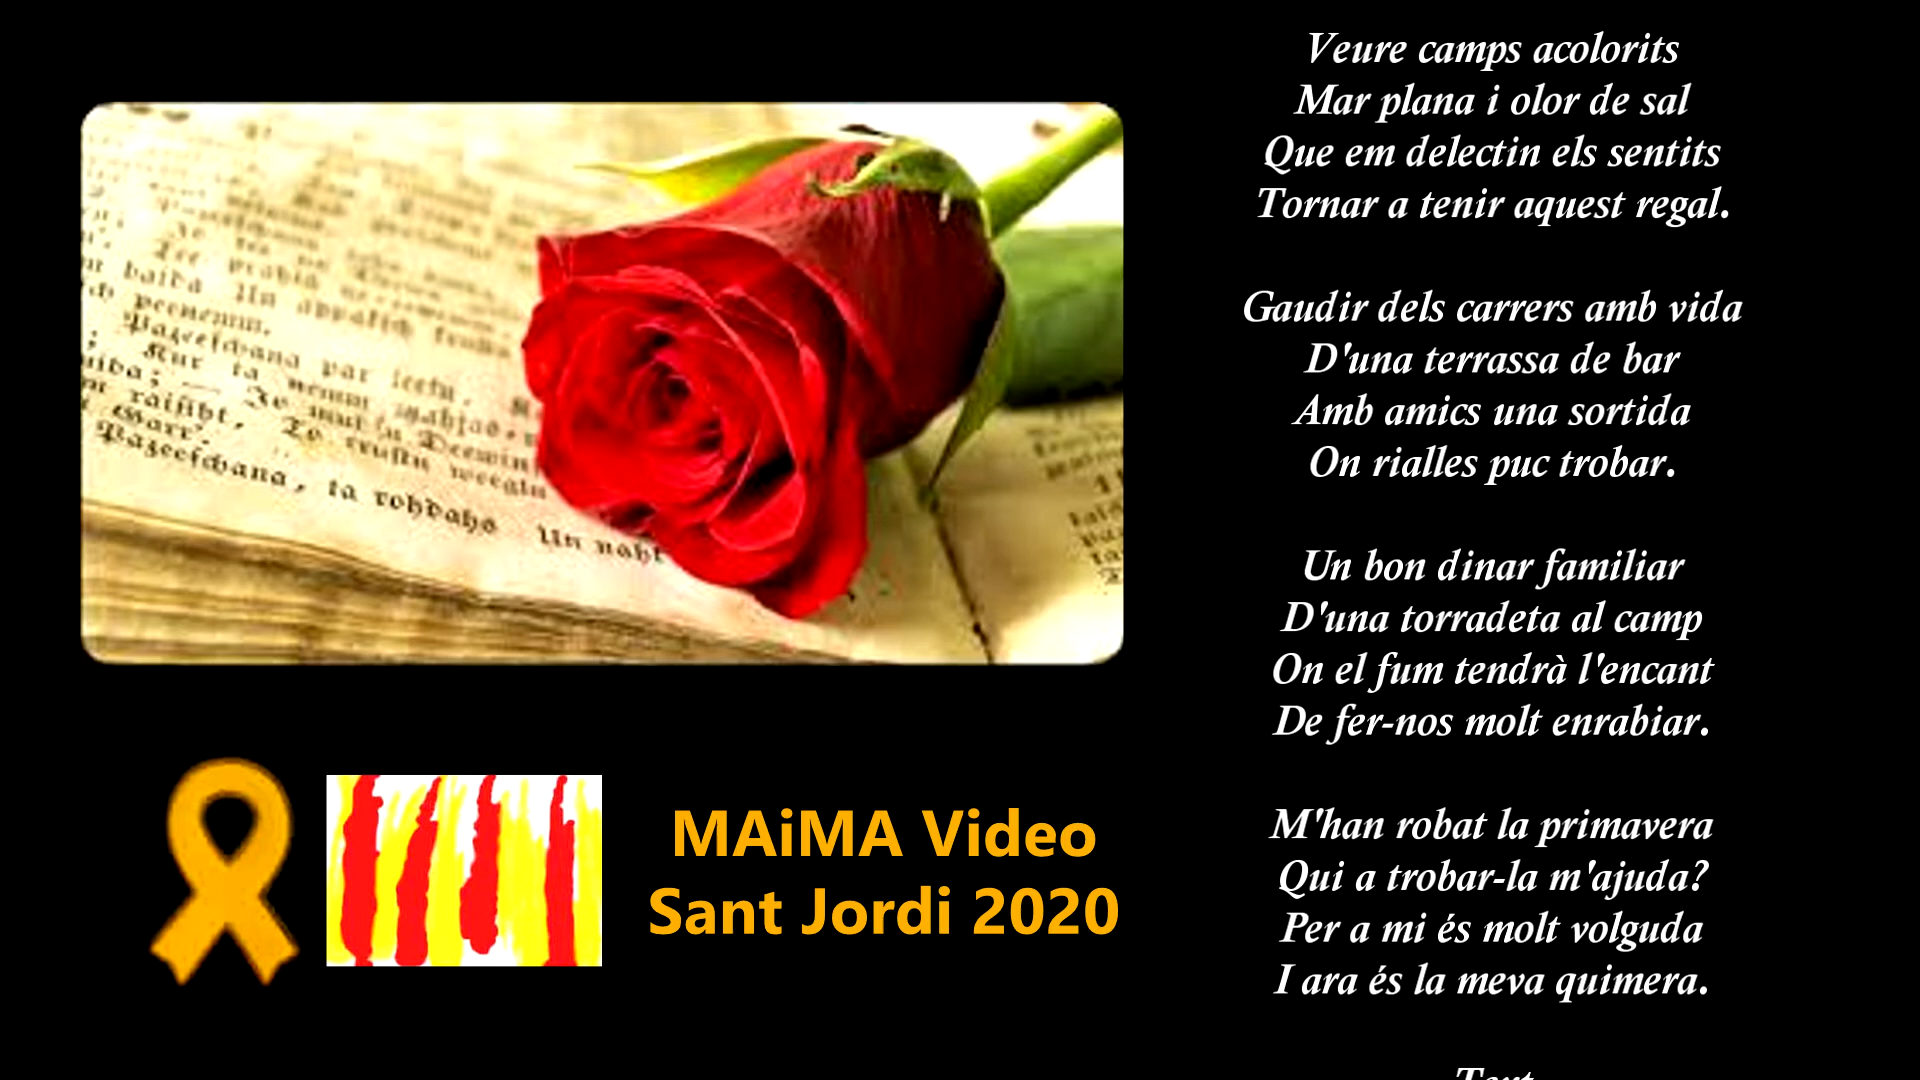 Veure camps acolorits
Mar plana i olor de sal
Que em delectin els sentits
Tornar a tenir aquest regal.
Gaudir dels carrers amb vida
D'una terrassa de bar
Amb amics una sortida
On rialles puc trobar.
Un bon dinar familiar
D'una torradeta al camp
On el fum tendrà l'encant
De fer-nos molt enrabiar.
M'han robat la primavera
Qui a trobar-la m'ajuda?
Per a mi és molt volguda
I ara és la meva quimera.
MAiMA Video
Sant Jordi 2020